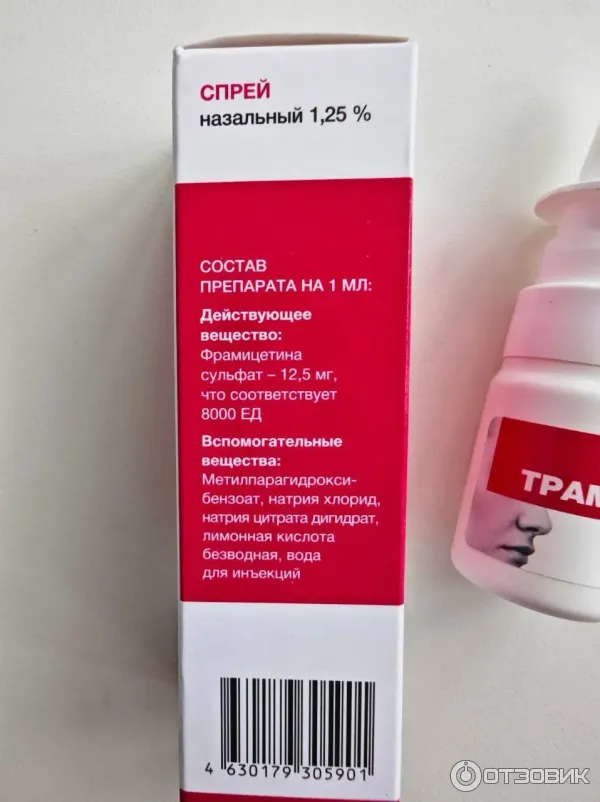 СПРЕЙ
назальный 1,25 %
СОСТАВ
ПРЕПАРАТА НА 1 МЛ:
Действующее
вещество:
Фрамицетина
сульфат – 12,5 мг,
что соответствует
8000 ЕД
Вспомогательные
вещества:
Метилпарагидрокси-
бензоат, натрия хлорид,
натрия цитрата дигидрат,
лимонная кислота
безводная, вода
для инъекций
4 630179 305901
ТРАМ
ОТЗОВИК